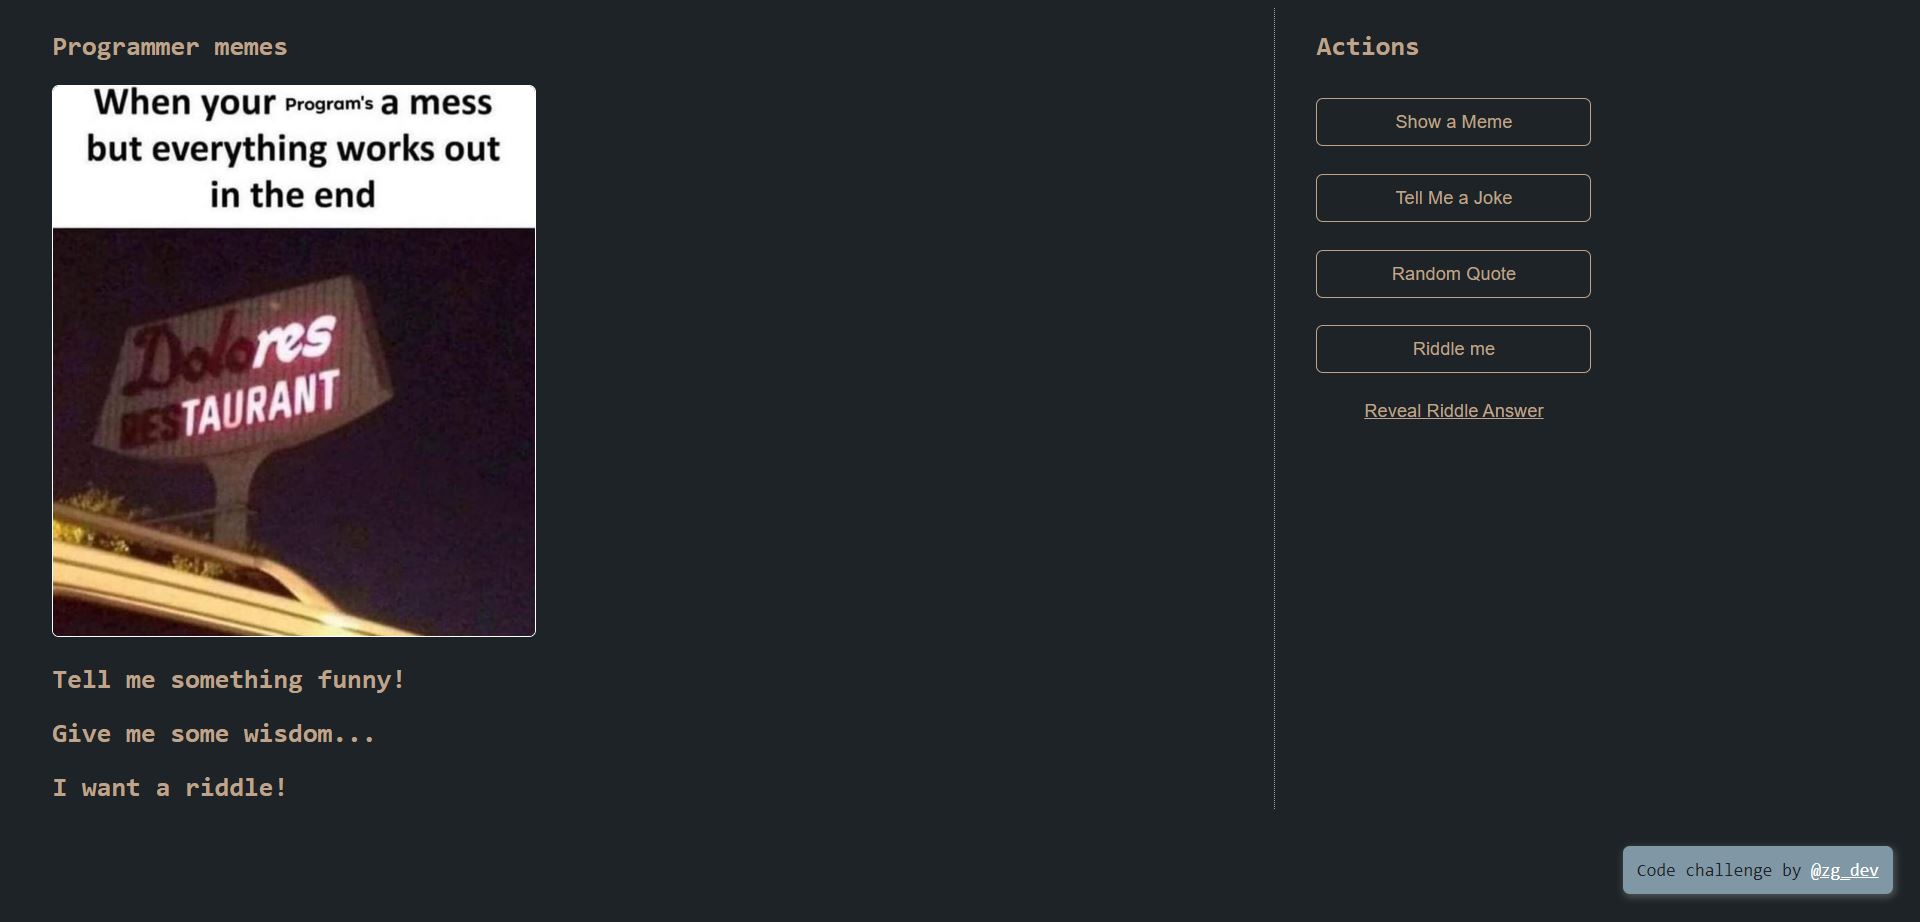 Programmer memes
When your Program's a mess
but everything works out
in the end
Dolores
RESTAURANT
Tell me something funny!
Give me some wisdom...
I want a riddle!
Actions
Show a Meme
Tell Me a Joke
Random Quote
Riddle me
Reveal Riddle Answer
Code challenge by @zg_dev